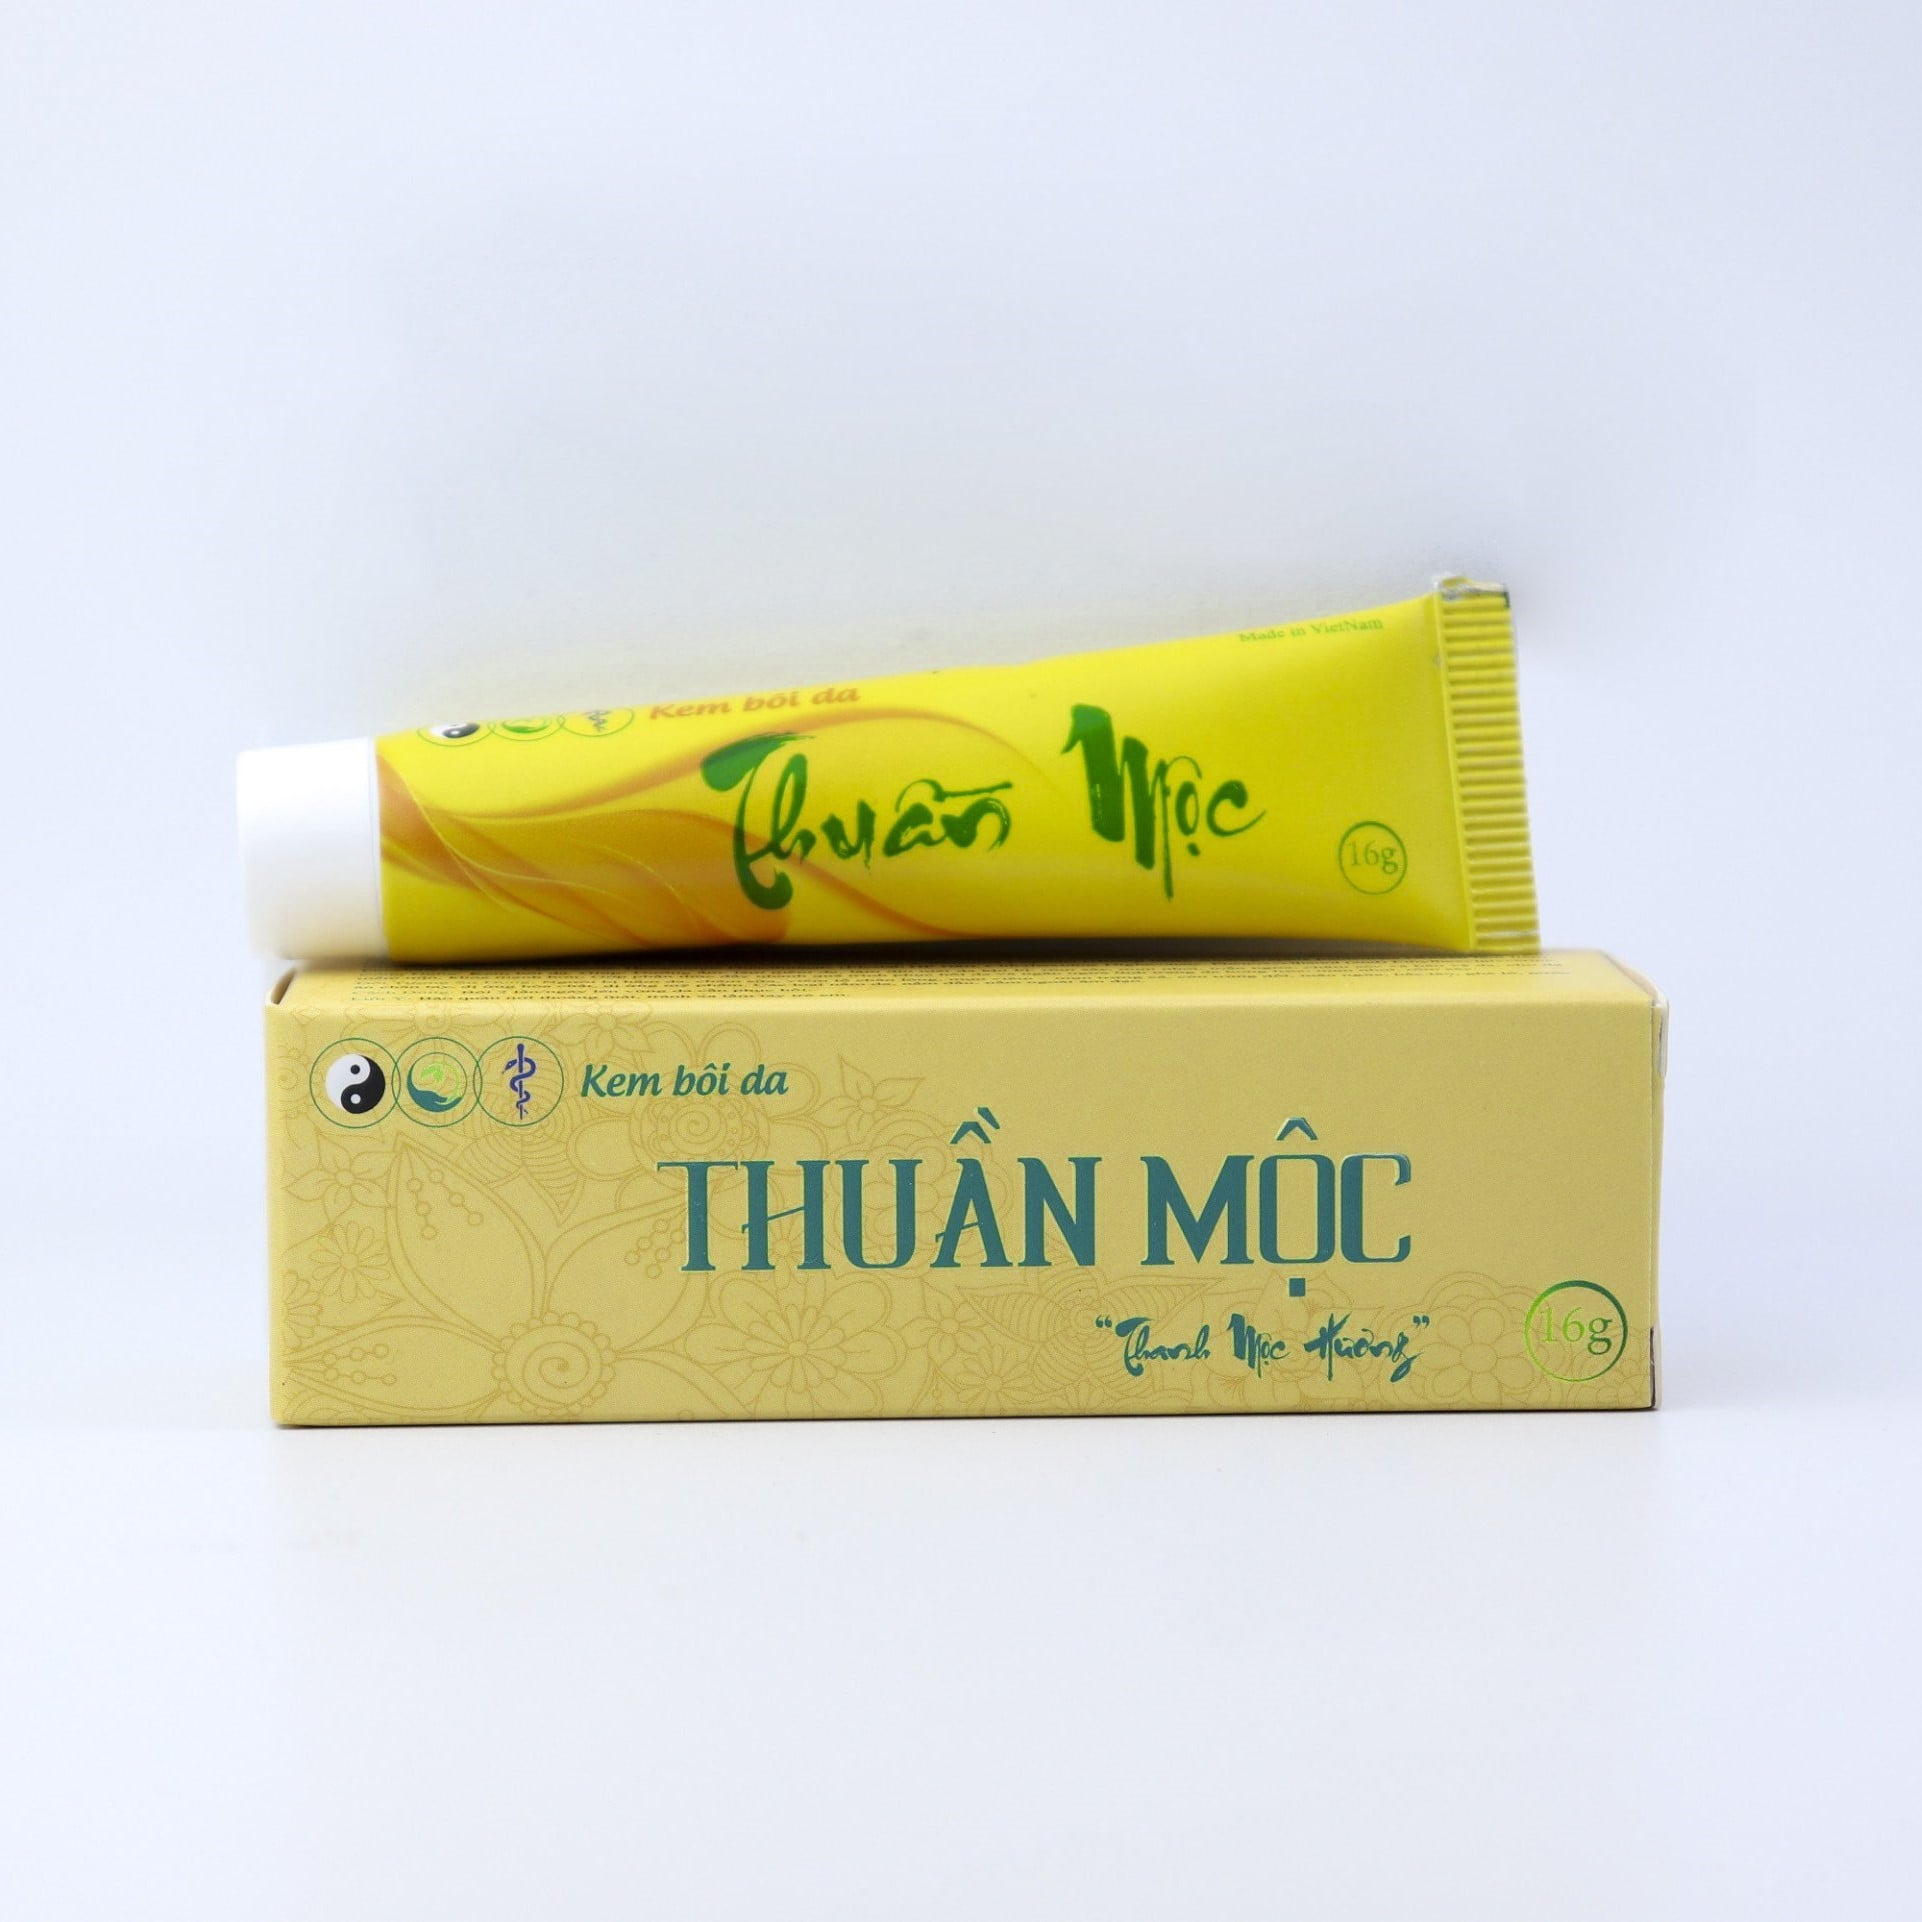 Made in VietNam
Kem bôi da
Thuần Mộc
16g
Kem bôi da
THUẦN MỘC
“Thanh Mộc Hương”
16g